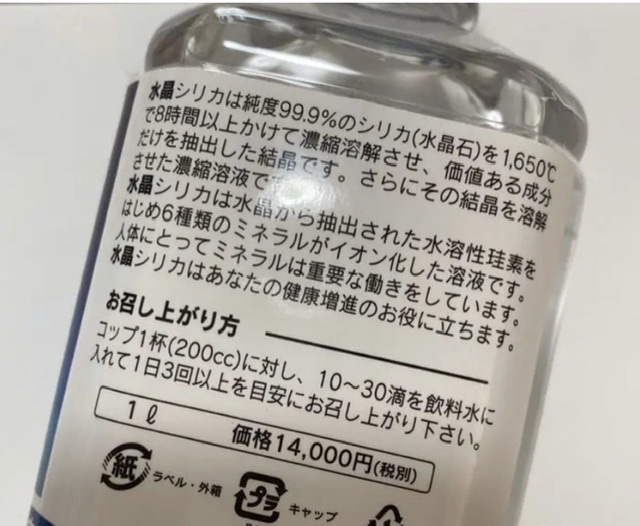 水晶シリカは純度99.9%のシリカ(水晶石)を1,650℃
で8時間以上かけて濃縮溶解させ、価値ある成分
だけを抽出した結晶です。さらにその結晶を溶解
させた濃縮溶液です。
水晶シリカは水晶から抽出された水溶性珪素を
はじめ6種類のミネラルがイオン化した溶液です。
人体にとってミネラルは重要な働きをしています。
水晶シリカはあなたの健康増進のお役に立ちます。
お召し上がり方
コップ1杯(200cc)に対し、10〜30滴を飲料水に
入れて1日3回以上を目安にお召し上がり下さい。
1ℓ 価格14,000円(税別)
紙 ラベル・外箱 プラ キャップ